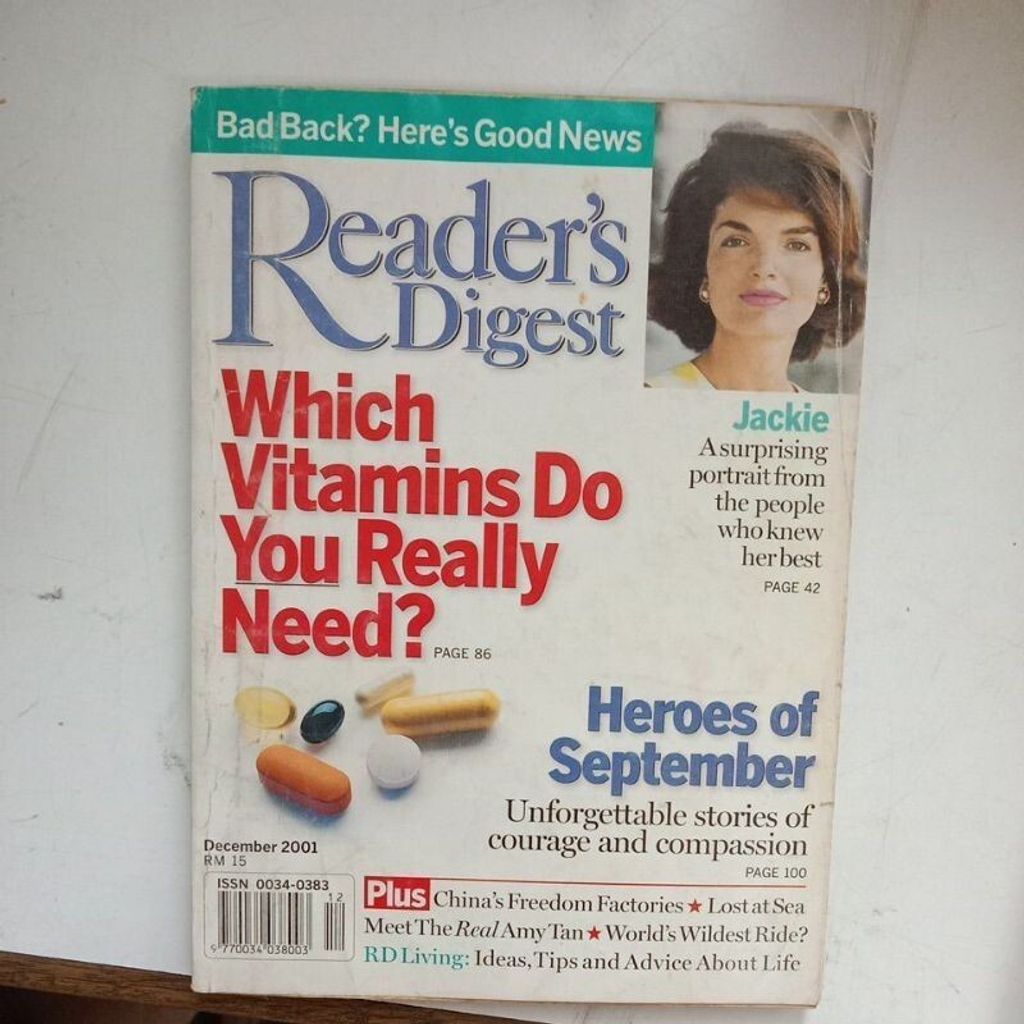 Bad Back? Here's Good News
Reader's
Digest
Which
Vitamins Do
You Really
Need? PAGE 86
Jackie
A surprising
portrait from
the people
who knew
her best
PAGE 42
Heroes of
September
Unforgettable stories of
courage and compassion
PAGE 100
December 2001
RM 15
ISSN 0034-0383
12
9 770034 038003
Plus China's Freedom Factories ★ Lost at Sea
Meet The Real Amy Tan ★ World's Wildest Ride?
RD Living: Ideas, Tips and Advice About Life